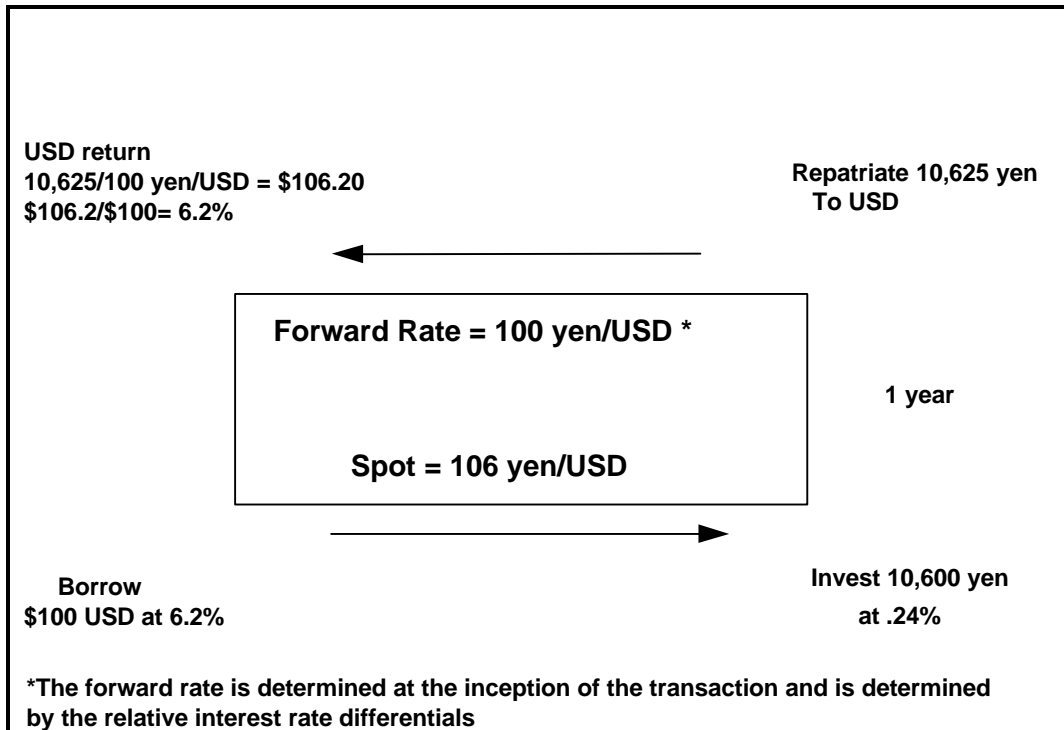 USD return
10,625/100 yen/USD = $106.20
$106.2/$100= 6.2%
Repatriate 10,625 yen
To USD
Forward Rate = 100 yen/USD *
1 year
Spot = 106 yen/USD
Borrow
$100 USD at 6.2%
Invest 10,600 yen
at .24%
*The forward rate is determined at the inception of the transaction and is determined
by the relative interest rate differentials